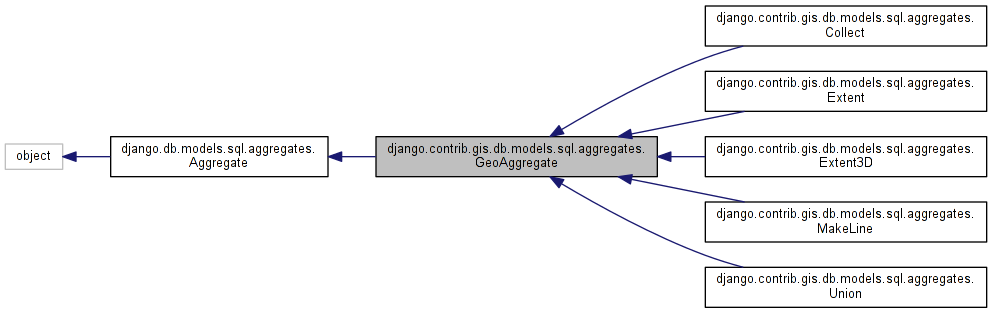 object
django.db.models.sql.aggregates.
Aggregate
django.contrib.gis.db.models.sql.aggregates.
GeoAggregate
django.contrib.gis.db.models.sql.aggregates.
Collect
django.contrib.gis.db.models.sql.aggregates.
Extent
django.contrib.gis.db.models.sql.aggregates.
Extent3D
django.contrib.gis.db.models.sql.aggregates.
MakeLine
django.contrib.gis.db.models.sql.aggregates.
Union